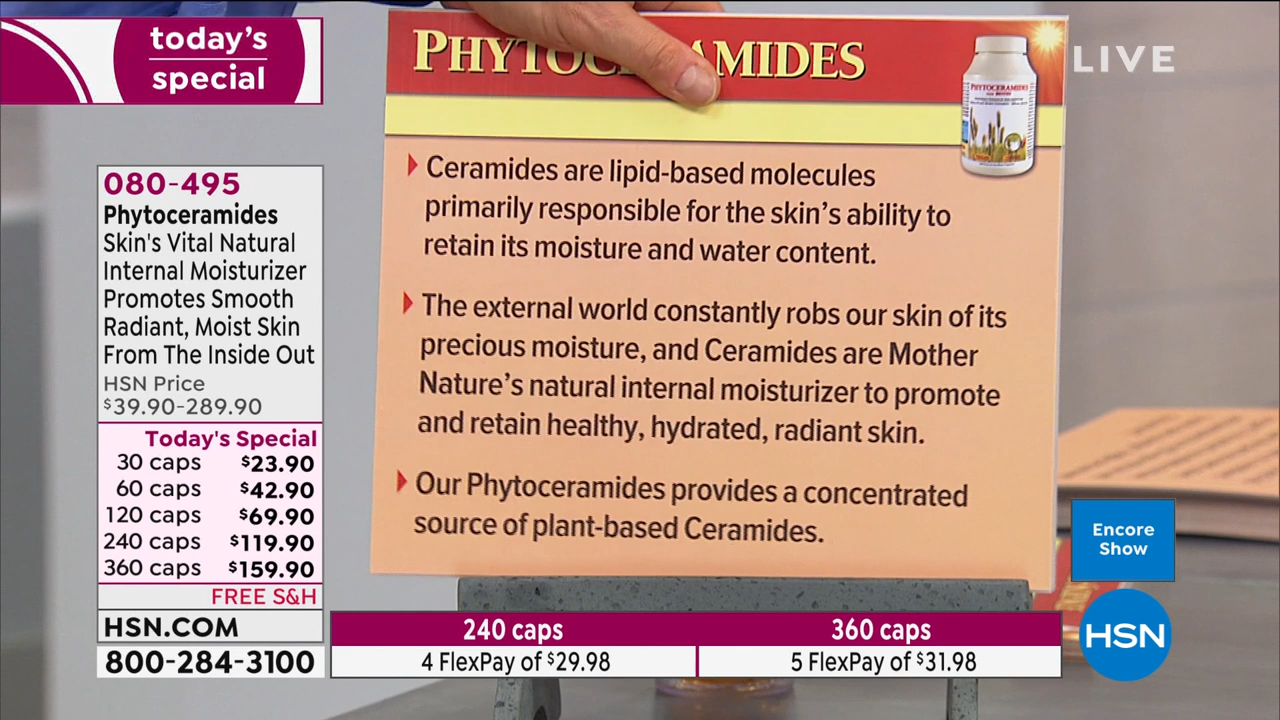 today's
special
080-495
Phytoceramides
Skin's Vital Natural
Internal Moisturizer
Promotes Smooth
Radiant, Moist Skin
From The Inside Out
HSN Price
$39.90-289.90
Today's Special
30 caps $23.90
60 caps $42.90
120 caps $69.90
240 caps $119.90
360 caps $159.90
FREE S&H
HSN.COM
800-284-3100
PHYTOC AMIDES
PHYTOCERAMIDES
Ceramides are lipid-based molecules
primarily responsible for the skin's ability to
retain its moisture and water content.
The external world constantly robs our skin of its
precious moisture, and Ceramides are Mother
Nature's natural internal moisturizer to promote
and retain healthy, hydrated, radiant skin.
Our Phytoceramides provides a concentrated
source of plant-based Ceramides.
LIVE
Encore
Show
HSN
240 caps 360 caps
4 FlexPay of $29.98 5 FlexPay of $31.98